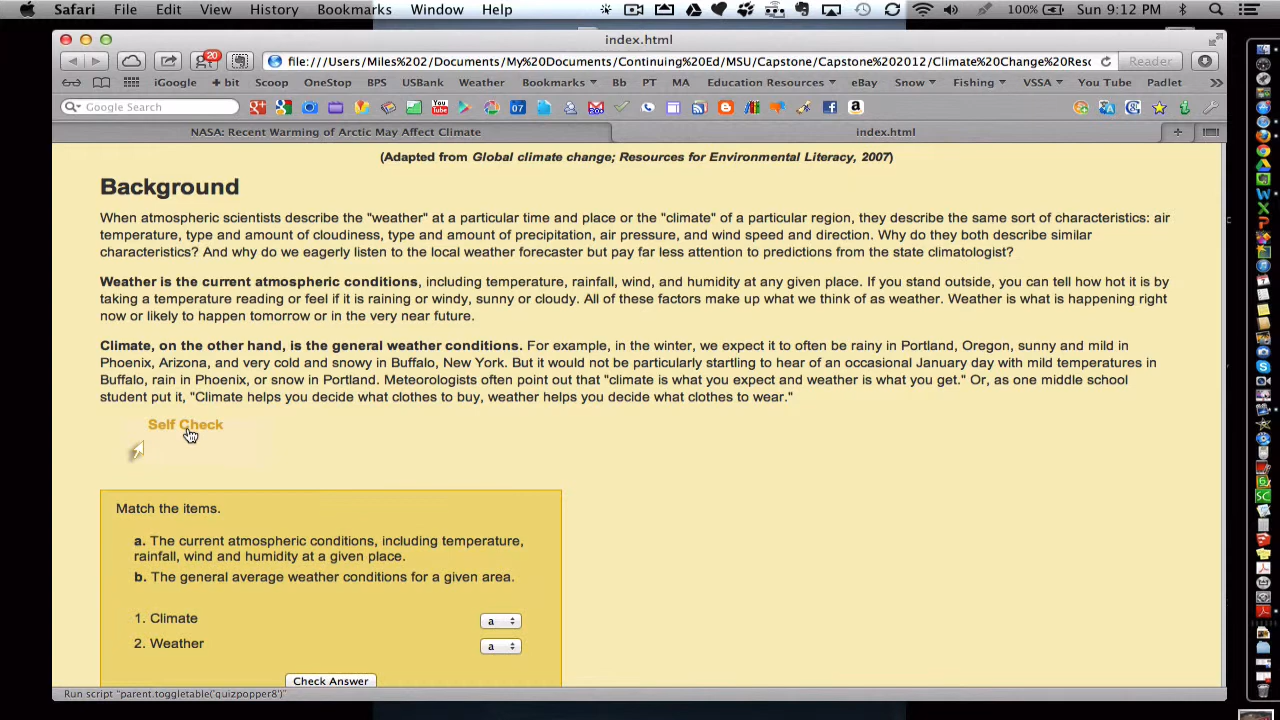 Safari File Edit View History Bookmarks Window Help 100% Sun 9:12 PM
index.html
20
file:///Users/Miles%202/Documents/My%20Documents/Continuing%20Ed/MSU/Capstone/Capstone%202012/Climate%20Change%20Resc Reader
iGoogle + bit Scoop OneStop BPS USBank Weather Bookmarks PT MA Education Resources eBay Snow Fishing VSSA You Tube Padlet
Google Search 07
NASA: Recent Warming of Arctic May Affect Climate index.html
(Adapted from Global climate change; Resources for Environmental Literacy, 2007)
Background
When atmospheric scientists describe the "weather" at a particular time and place or the "climate" of a particular region, they describe the same sort of characteristics: air
temperature, type and amount of cloudiness, type and amount of precipitation, air pressure, and wind speed and direction. Why do they both describe similar
characteristics? And why do we eagerly listen to the local weather forecaster but pay far less attention to predictions from the state climatologist?
Weather is the current atmospheric conditions, including temperature, rainfall, wind, and humidity at any given place. If you stand outside, you can tell how hot it is by
taking a temperature reading or feel if it is raining or windy, sunny or cloudy. All of these factors make up what we think of as weather. Weather is what is happening right
now or likely to happen tomorrow or in the very near future.
Climate, on the other hand, is the general weather conditions. For example, in the winter, we expect it to often be rainy in Portland, Oregon, sunny and mild in
Phoenix, Arizona, and very cold and snowy in Buffalo, New York. But it would not be particularly startling to hear of an occasional January day with mild temperatures in
Buffalo, rain in Phoenix, or snow in Portland. Meteorologists often point out that "climate is what you expect and weather is what you get." Or, as one middle school
student put it, "Climate helps you decide what clothes to buy, weather helps you decide what clothes to wear."
Self Check
Match the items.
a. The current atmospheric conditions, including temperature,
rainfall, wind and humidity at a given place.
b. The general average weather conditions for a given area.
1. Climate a
2. Weather a
Check Answer
Run script "parent.toggletable('quizpopper8')"